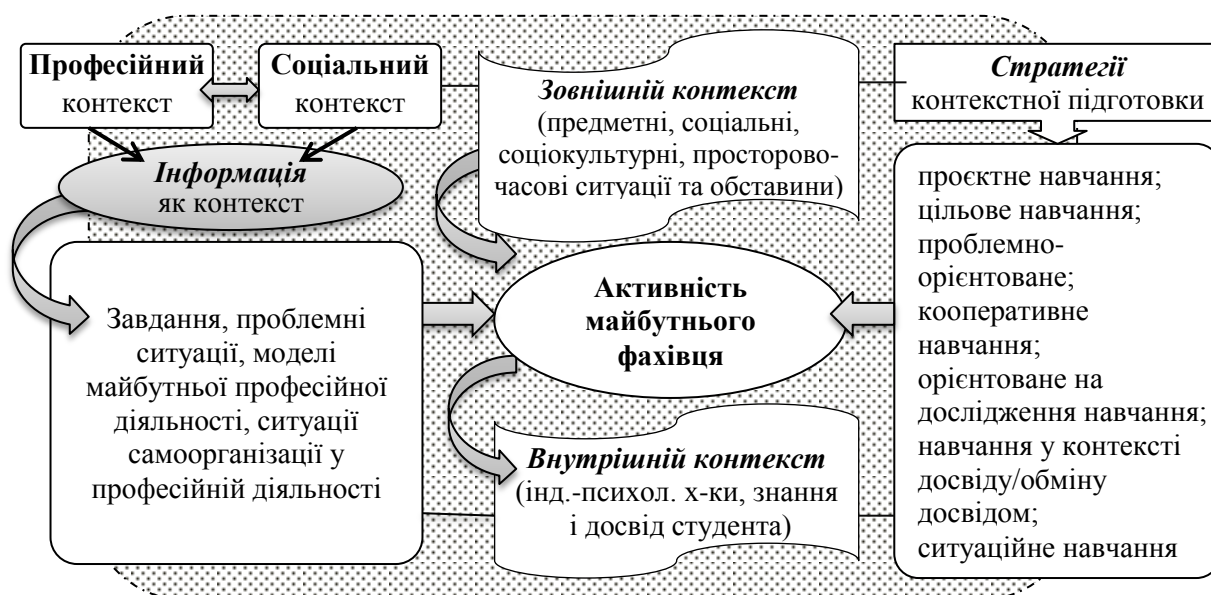 Професійний
контекст
Соціальний
контекст
Інформація
як контекст
Завдання, проблемні
ситуації, моделі
майбутньої професійної
діяльності, ситуації
самоорганізації у
професійній діяльності
Зовнішній контекст
(предметні, соціальні,
соціокультурні, просторово-
часові ситуації та обставини)
Активність
майбутнього
фахівця
Внутрішній контекст
(інд.-психол. х-ки, знання
і досвід студента)
Стратегії
контекстної підготовки
проєктне навчання;
цільове навчання;
проблемно-
орієнтоване;
кооперативне
навчання;
орієнтоване на
дослідження навчання;
навчання у контексті
досвіду/обміну
досвідом;
ситуаційне навчання